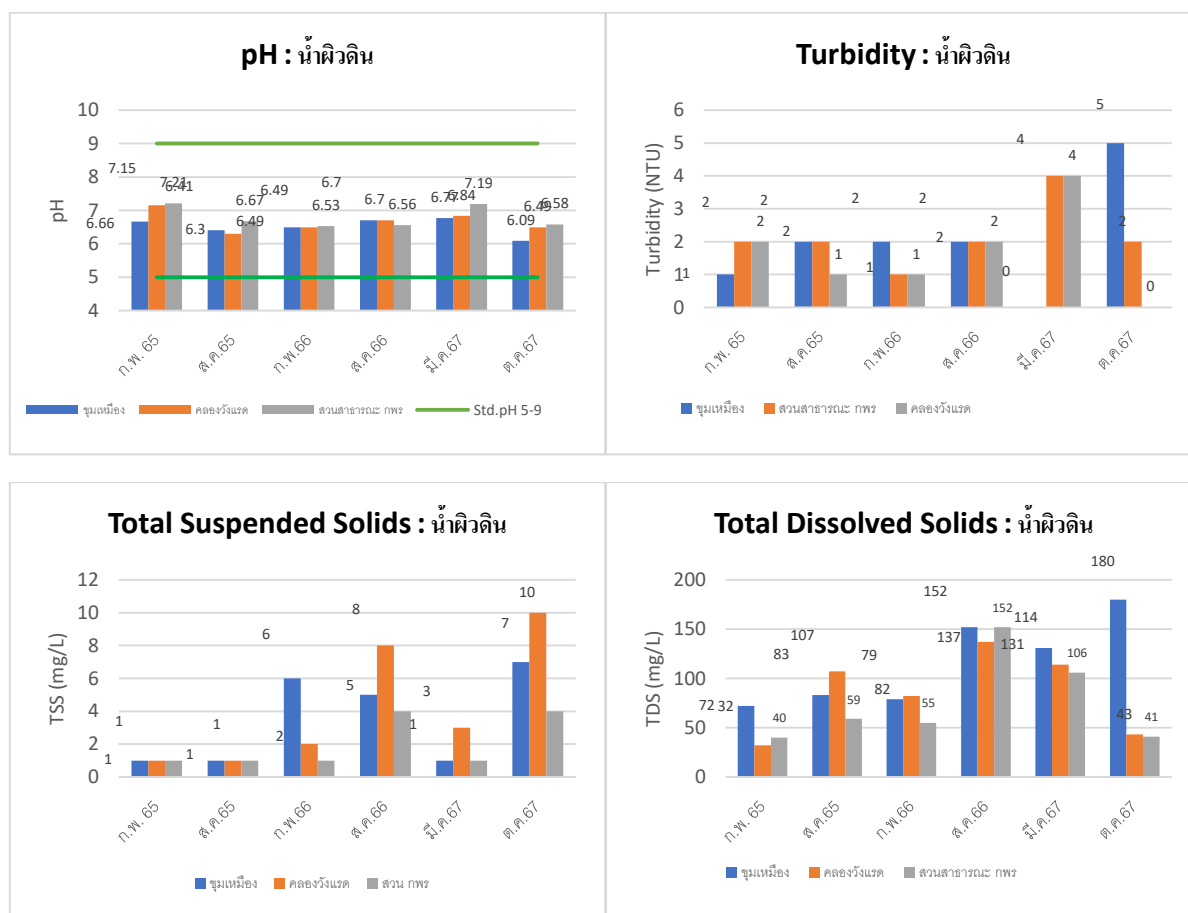 pH : น้ำผิวดิน
pH
10
9
8
7
6
5
4
7.15
7.21
6.41
6.49
6.7
7.19
6.67
6.77
6.84
6.66
6.3
6.49
6.53
6.7
6.56
6.09
6.49
6.58
ก.พ. 65
ส.ค.65
ก.พ.66
ส.ค.66
มี.ค.67
ต.ค.67
ขุมเหมือง
คลองวังแรด
สวนสาธารณะ กพร
Std.pH 5-9
Turbidity : น้ำผิวดิน
Turbidity (NTU)
6
5
4
3
2
1
0
5
4
4
2
2
2
2
2
2
2
2
2
2
1
1
1
1
0
0
ก.พ. 65
ส.ค.65
ก.พ.66
ส.ค.66
มี.ค.67
ต.ค.67
ขุมเหมือง
สวนสาธารณะ กพร
คลองวังแรด
Total Suspended Solids : น้ำผิวดิน
TSS (mg/L)
12
10
8
6
4
2
0
10
8
7
6
5
3
2
1
1
1
1
1
ก.พ. 65
ส.ค.65
ก.พ.66
ส.ค.66
มี.ค.67
ต.ค.67
ขุมเหมือง
คลองวังแรด
สวน กพร
Total Dissolved Solids : น้ำผิวดิน
TDS (mg/L)
200
150
100
50
0
180
152
152
114
107
137
131
83
79
106
72
32
82
59
55
43
40
41
ก.พ. 65
ส.ค.65
ก.พ.66
ส.ค.66
มี.ค.67
ต.ค.67
ขุมเหมือง
คลองวังแรด
สวนสาธารณะ กพร